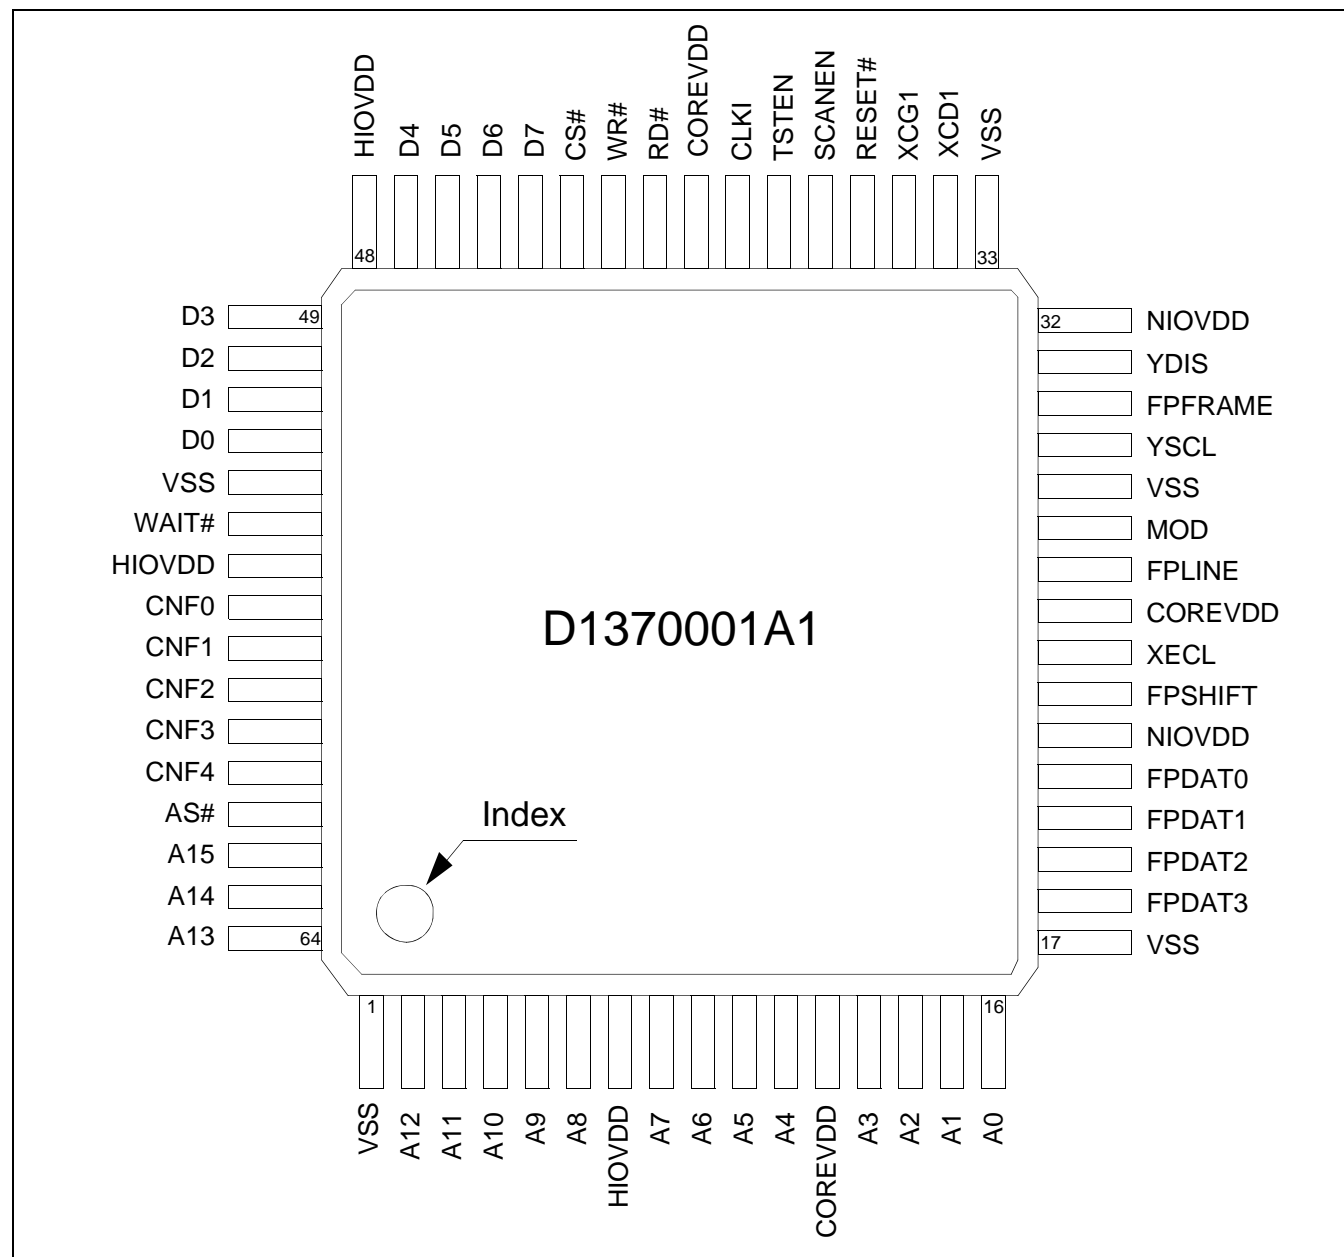 HIOVDD
D4
D5
D6
D7
CS#
WR#
RD#
COREVDD
CLKI
TSTEN
SCANEN
RESET#
XCG1
XCD1
VSS
48
33
D3
49
D2
D1
D0
VSS
WAIT#
HIOVDD
CNF0
CNF1
CNF2
CNF3
CNF4
AS#
A15
A14
A13
64
D1370001A1
Index
32
NIOVDD
YDIS
FPFRAME
YSCL
VSS
MOD
FPLINE
COREVDD
XECL
FPSHIFT
NIOVDD
FPDAT0
FPDAT1
FPDAT2
FPDAT3
17
VSS
1
16
VSS
A12
A11
A10
A9
A8
HIOVDD
A7
A6
A5
A4
COREVDD
A3
A2
A1
A0